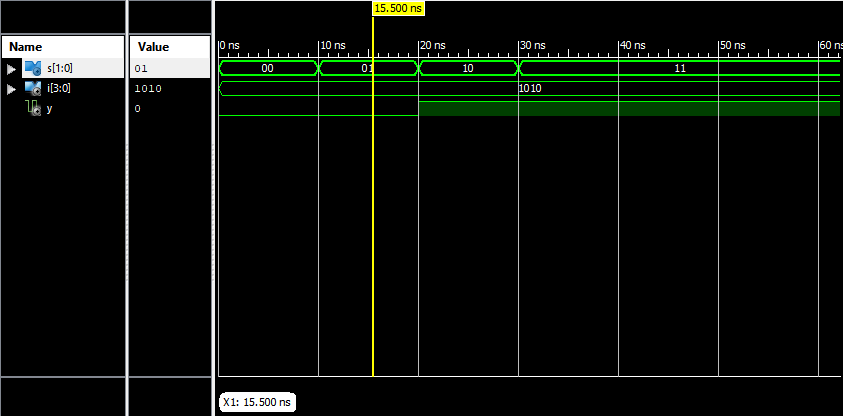 15.500 ns
Name Value
0 ns 10 ns 20 ns 30 ns 40 ns 50 ns 60 ns
s[1:0] 01 00 01 10 11
i[3:0] 1010 1010
y 0
X1: 15.500 ns